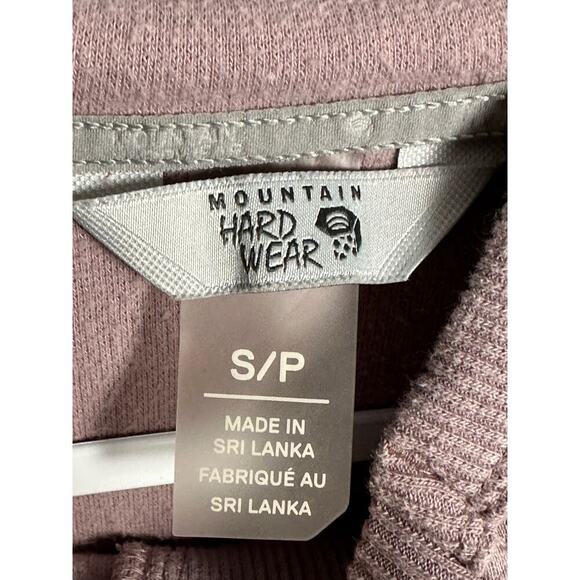 MOUNTAIN
HARD
WEAR
S/P
MADE IN
SRI LANKA
FABRIQUÉ AU
SRI LANKA